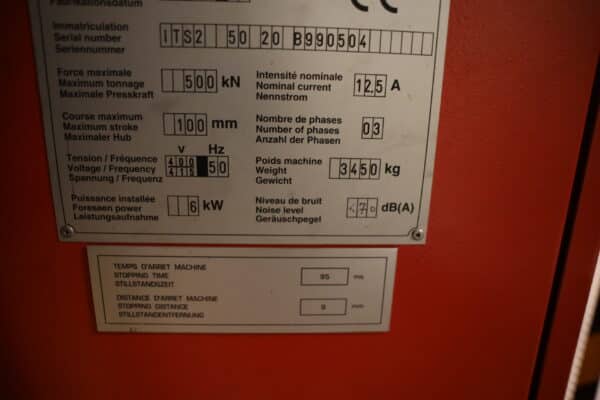 Fabrikationsdatum
CE
Immatriculation
Serial number
Seriennummer
ITS2 50 20 B990504
Force maximale
Maximum tonnage
Maximale Presskraft
500 kN
Intensité nominale
Nominal current
Nennstrom
12.5 A
Course maximum
Maximum stroke
Maximaler Hub
100 mm
Nombre de phases
Number of phases
Anzahl der Phasen
03
Tension / Fréquence
Voltage / Frequency
Spannung / Frequenz
V Hz
400
415
50
Poids machine
Weight
Gewicht
3450 kg
Puissance installée
Foreseen power
Leistungsaufnahme
6 kW
Niveau de bruit
Noise level
Geräuschpegel
<70 dB(A)
TEMPS D'ARRET MACHINE
STOPPING TIME
STILLSTANDSZEIT
95 ms
DISTANCE D'ARRET MACHINE
STOPPING DISTANCE
STILLSTANDENTFERNUNG
9 mm